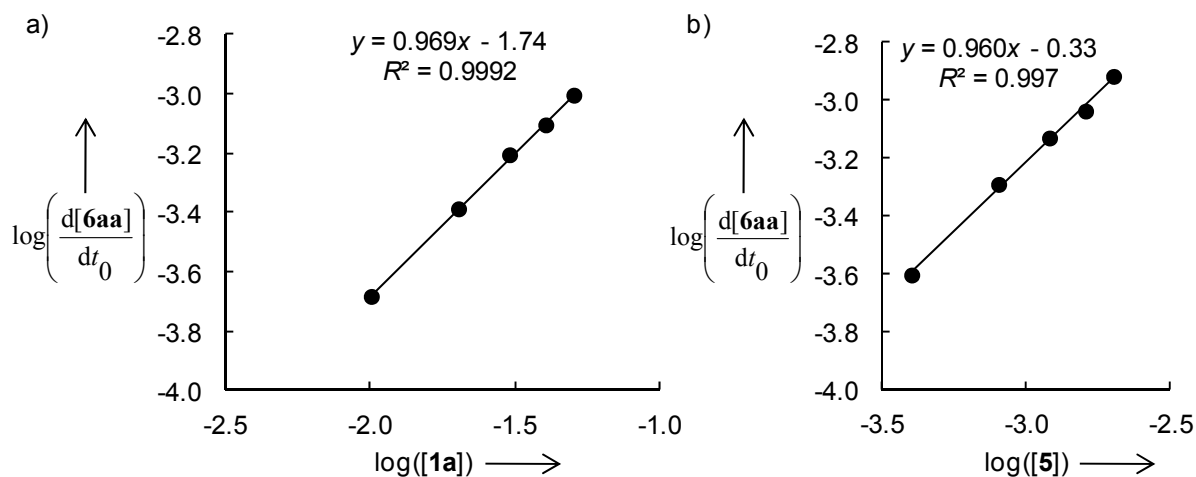 a)
y = 0.969x - 1.74
R² = 0.9992
-2.8
-3.0
-3.2
-3.4
-3.6
-3.8
-4.0
-2.5 -2.0 -1.5 -1.0
log(d[6aa]/dt0)
log([1a])
b)
y = 0.960x - 0.33
R² = 0.997
-2.8
-3.0
-3.2
-3.4
-3.6
-3.8
-4.0
-3.5 -3.0 -2.5
log(d[6aa]/dt0)
log([5])